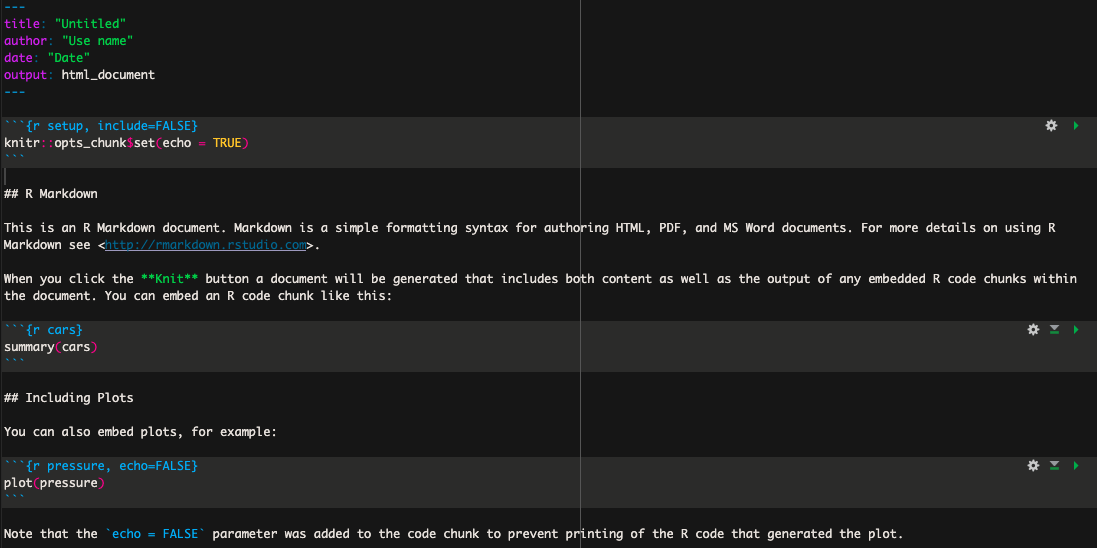 ---
title: "Untitled"
author: "Use name"
date: "Date"
output: html_document
---
```{r setup, include=FALSE}
knitr::opts_chunk$set(echo = TRUE)
```
## R Markdown
This is an R Markdown document. Markdown is a simple formatting syntax for authoring HTML, PDF, and MS Word documents. For more details on using R
Markdown see <http://rmarkdown.rstudio.com>.
When you click the **Knit** button a document will be generated that includes both content as well as the output of any embedded R code chunks within
the document. You can embed an R code chunk like this:
```{r cars}
summary(cars)
```
## Including Plots
You can also embed plots, for example:
```{r pressure, echo=FALSE}
plot(pressure)
```
Note that the `echo = FALSE` parameter was added to the code chunk to prevent printing of the R code that generated the plot.